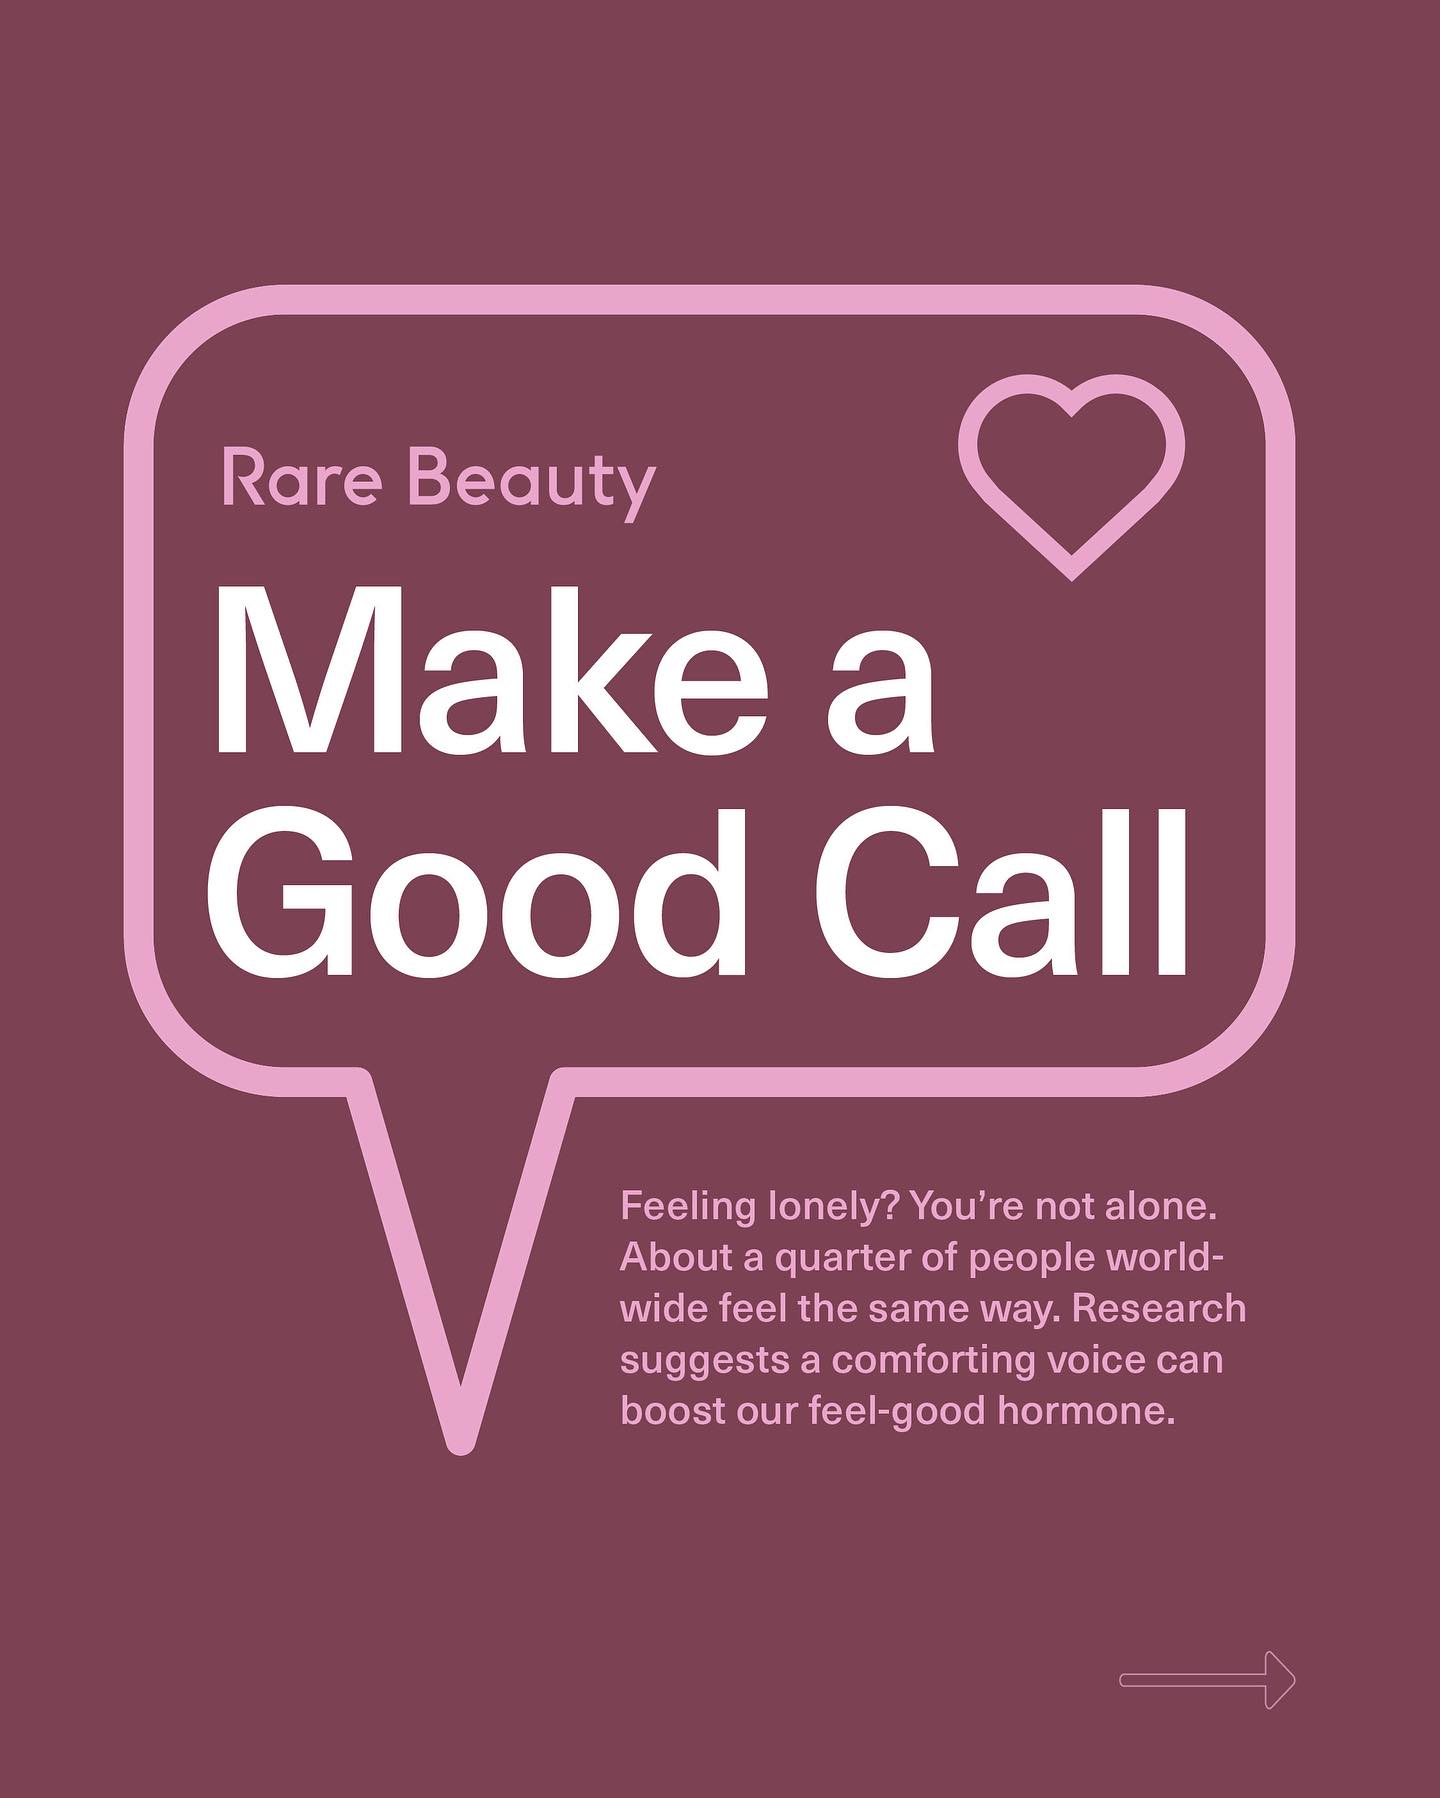 Rare Beauty
Make a
Good Call
Feeling lonely? You’re not alone.
About a quarter of people world-
wide feel the same way. Research
suggests a comforting voice can
boost our feel-good hormone.